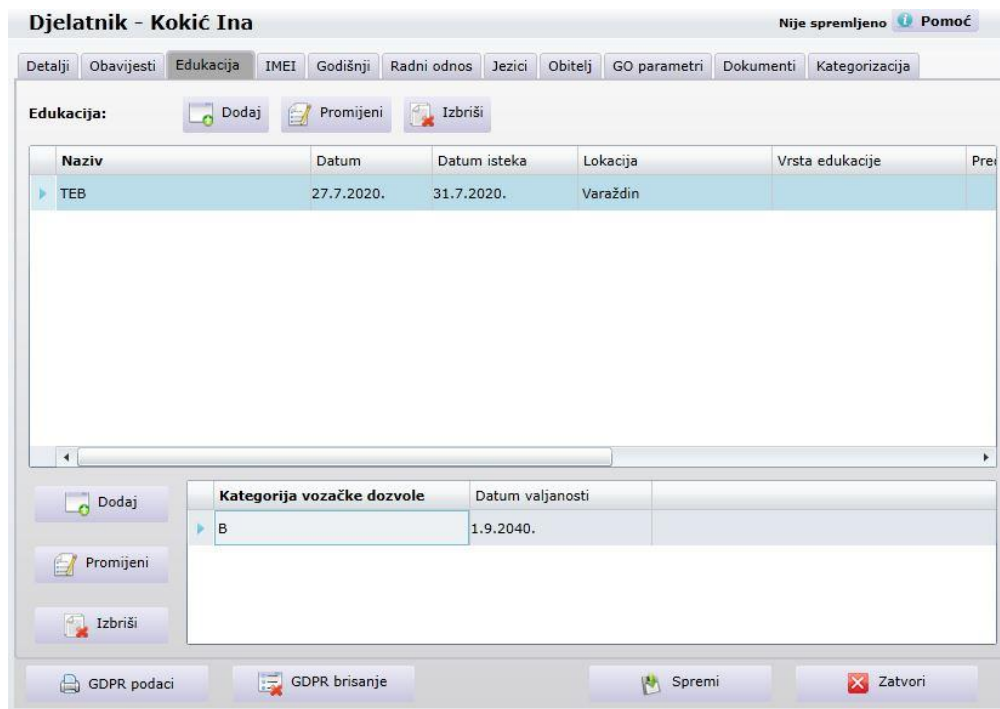 Djelatnik - Kokić Ina
Nije spremljeno Pomoć
Detalji Obavijesti Edukacija IMEI Godišnji Radni odnos Jezici Obitelj GO parametri Dokumenti Kategorizacija
Edukacija: Dodaj Promijeni Izbriši
Naziv Datum Datum isteka Lokacija Vrsta edukacije
TEB 27.7.2020. 31.7.2020. Varaždin
Dodaj
Promijeni
Izbriši
Kategorija vozačke dozvole Datum valjanosti
B 1.9.2040.
GDPR podaci GDPR brisanje Spremi Zatvori